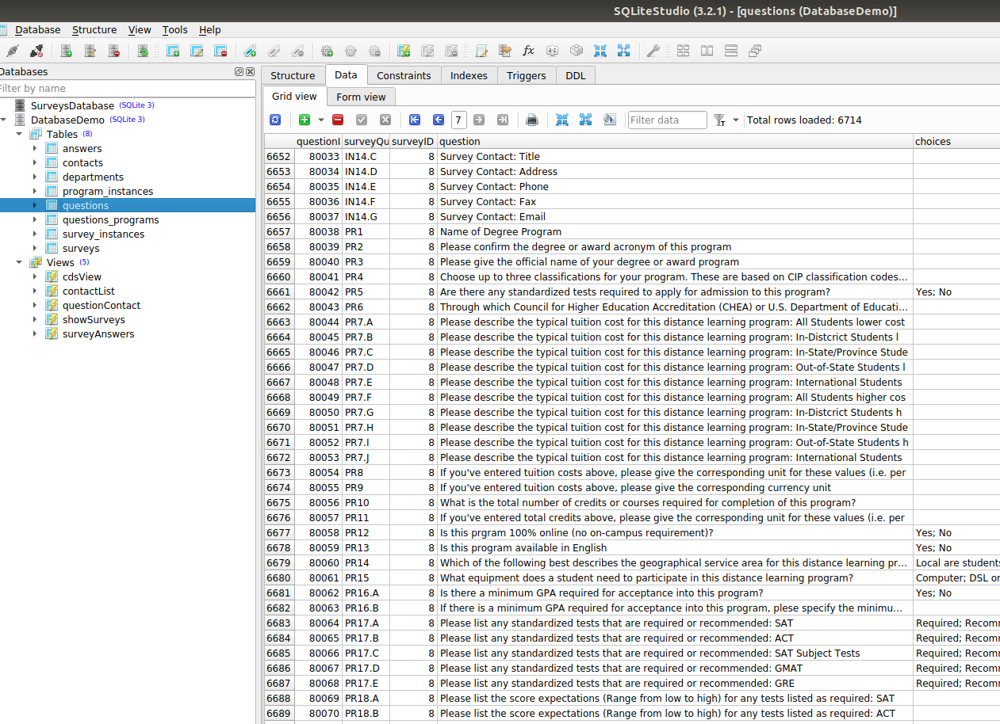 SQLiteStudio (3.2.1) - [questions (DatabaseDemo)]
Database Structure View Tools Help
Databases
Filter by name
SurveysDatabase (SQLite 3)
DatabaseDemo (SQLite 3)
Tables (8)
answers
contacts
departments
program_instances
questions
questions_programs
survey_instances
surveys
Views (5)
cdsView
contactList
questionContact
showSurveys
surveyAnswers
Structure Data Constraints Indexes Triggers DDL
Grid view Form view
7 Filter data Total rows loaded: 6714
questionI surveyQu surveyID question choices
6652 80033 IN14.C 8 Survey Contact: Title
6653 80034 IN14.D 8 Survey Contact: Address
6654 80035 IN14.E 8 Survey Contact: Phone
6655 80036 IN14.F 8 Survey Contact: Fax
6656 80037 IN14.G 8 Survey Contact: Email
6657 80038 PR1 8 Name of Degree Program
6658 80039 PR2 8 Please confirm the degree or award acronym of this program
6659 80040 PR3 8 Please give the official name of your degree or award program
6660 80041 PR4 8 Choose up to three classifications for your program. These are based on CIP classification codes...
6661 80042 PR5 8 Are there any standardized tests required to apply for admission to this program? Yes; No
6662 80043 PR6 8 Through which Council for Higher Education Accreditation (CHEA) or U.S. Department of Educati...
6663 80044 PR7.A 8 Please describe the typical tuition cost for this distance learning program: All Students lower cost
6664 80045 PR7.B 8 Please describe the typical tuition cost for this distance learning program: In-Distcrict Students l
6665 80046 PR7.C 8 Please describe the typical tuition cost for this distance learning program: In-State/Province Stude
6666 80047 PR7.D 8 Please describe the typical tuition cost for this distance learning program: Out-of-State Students l
6667 80048 PR7.E 8 Please describe the typical tuition cost for this distance learning program: International Students
6668 80049 PR7.F 8 Please describe the typical tuition cost for this distance learning program: All Students higher cos
6669 80050 PR7.G 8 Please describe the typical tuition cost for this distance learning program: In-Distcrict Students h
6670 80051 PR7.H 8 Please describe the typical tuition cost for this distance learning program: In-State/Province Stude
6671 80052 PR7.I 8 Please describe the typical tuition cost for this distance learning program: Out-of-State Students h
6672 80053 PR7.J 8 Please describe the typical tuition cost for this distance learning program: International Students
6673 80054 PR8 8 If you've entered tuition costs above, please give the corresponding unit for these values (i.e. per
6674 80055 PR9 8 If you've entered tuition costs above, please give the corresponding currency unit
6675 80056 PR10 8 What is the total number of credits or courses required for completion of this program?
6676 80057 PR11 8 If you've entered total credits above, please give the corresponding unit for these values (i.e. per
6677 80058 PR12 8 Is this prgram 100% online (no on-campus requirement)? Yes; No
6678 80059 PR13 8 Is this program available in English Yes; No
6679 80060 PR14 8 Which of the following best describes the geographical service area for this distance learning pr... Local are students
6680 80061 PR15 8 What equipment does a student need to participate in this distance learning program? Computer; DSL or
6681 80062 PR16.A 8 Is there a minimum GPA required for acceptance into this program? Yes; No
6682 80063 PR16.B 8 If there is a minimum GPA required for acceptance into this program, plese specify the minimu...
6683 80064 PR17.A 8 Please list any standardized tests that are required or recommended: SAT Required; Recom
6684 80065 PR17.B 8 Please list any standardized tests that are required or recommended: ACT Required; Recom
6685 80066 PR17.C 8 Please list any standardized tests that are required or recommended: SAT Subject Tests Required; Recom
6686 80067 PR17.D 8 Please list any standardized tests that are required or recommended: GMAT Required; Recom
6687 80068 PR17.E 8 Please list any standardized tests that are required or recommended: GRE Required; Recom
6688 80069 PR18.A 8 Please list the score expectations (Range from low to high) for any tests listed as required: SAT
6689 80070 PR18.B 8 Please list the score expectations (Range from low to high) for any tests listed as required: ACT